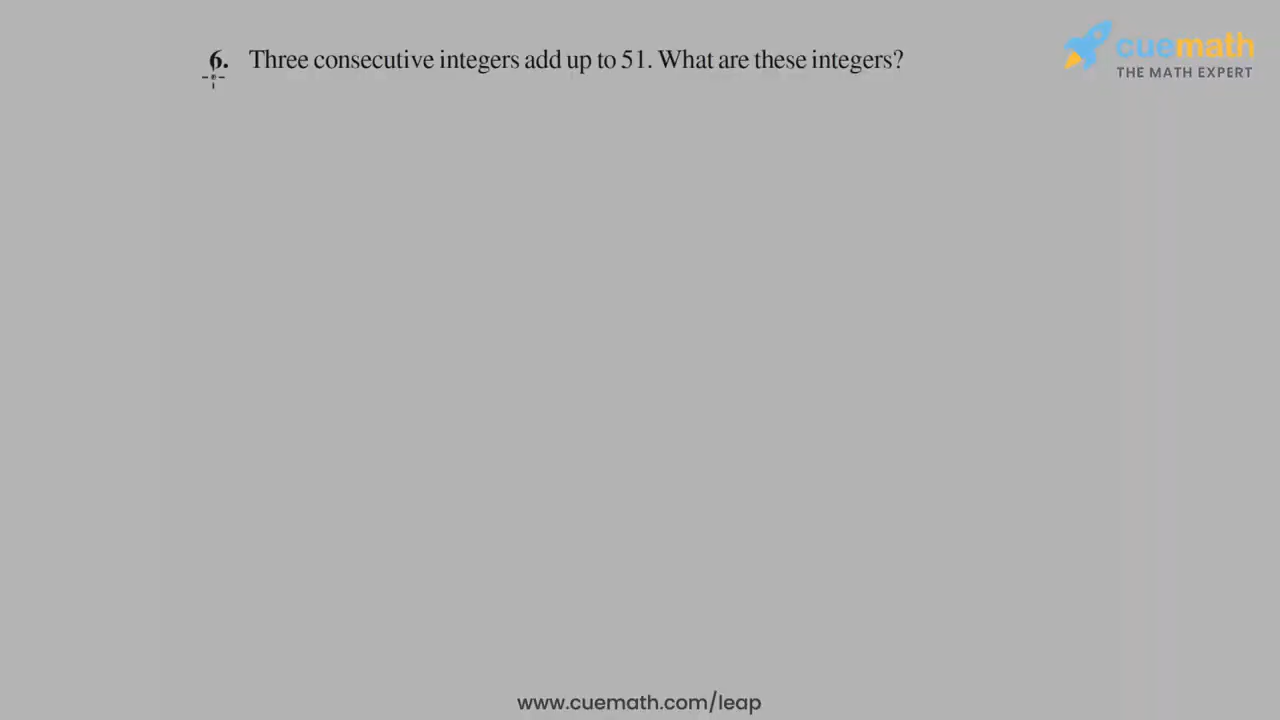 6. Three consecutive integers add up to 51. What are these integers?
cuemath
THE MATH EXPERT
www.cuemath.com/leap